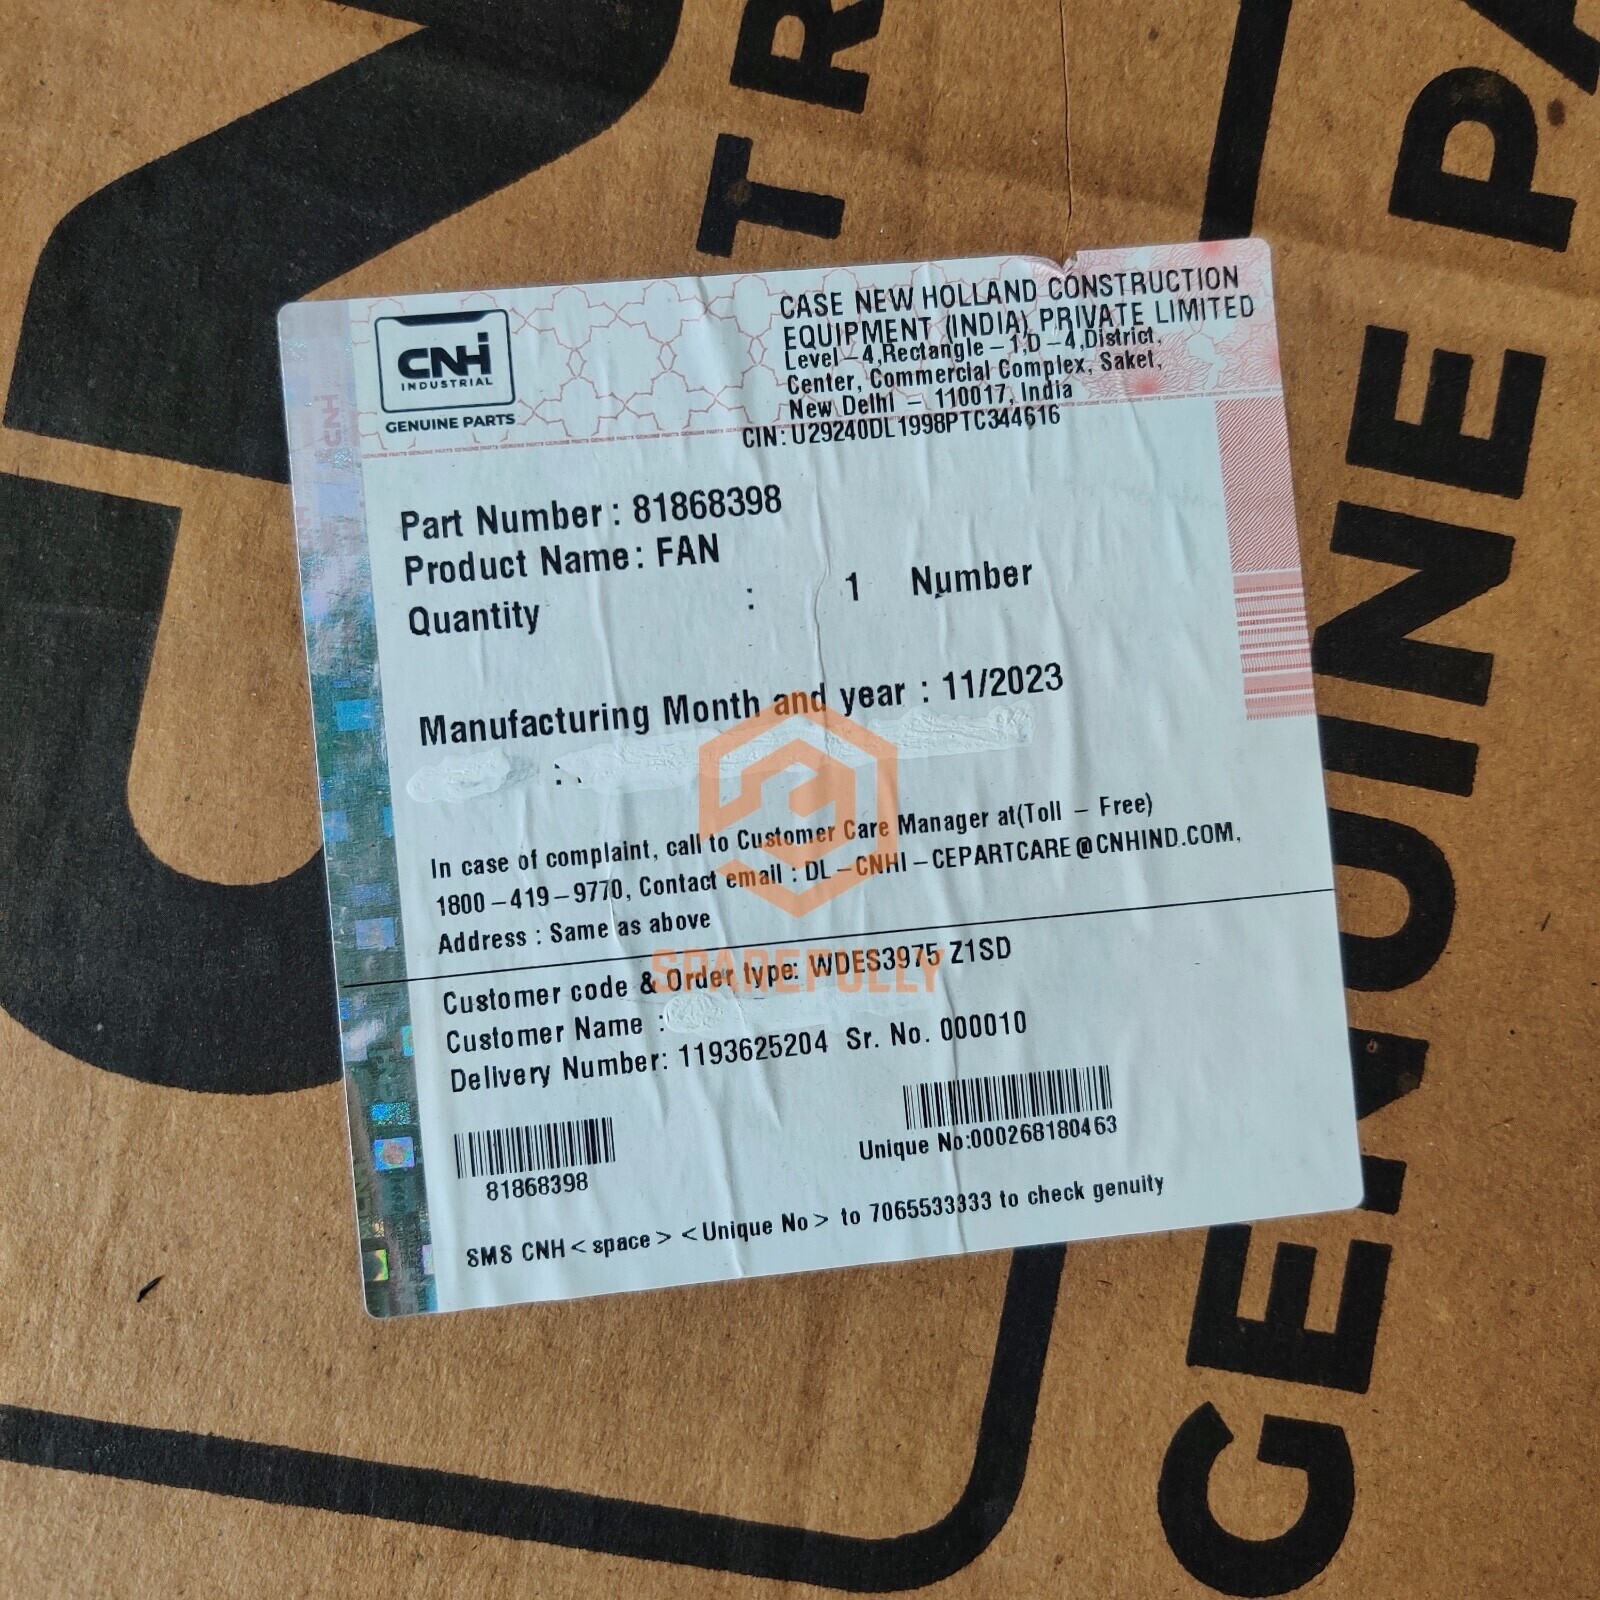 CNH
INDUSTRIAL
GENUINE PARTS
CASE NEW HOLLAND CONSTRUCTION
EQUIPMENT (INDIA) PRIVATE LIMITED
Level-4,Rectangle-1,D-4,District,
Center, Commercial Complex, Saket,
New Delhi - 110017, India
CIN: U29240DL1998PTC344616
Part Number : 81868398
Product Name: FAN
Quantity : 1 Number
Manufacturing Month and year : 11/2023
In case of complaint, call to Customer Care Manager at(Toll - Free)
1800-419-9770, Contact email : DL-CNHI-CEPARTCARE@CNHIND.COM,
Address : Same as above
Customer code & Order type: WDES3975 Z1SD
Customer Name :
Delivery Number: 1193625204 Sr. No. 000010
81868398
Unique No:000268180463
SMS CNH < space > < Unique No > to 7065533333 to check genuity
SPAREFULLY
GENUINE PA
TR